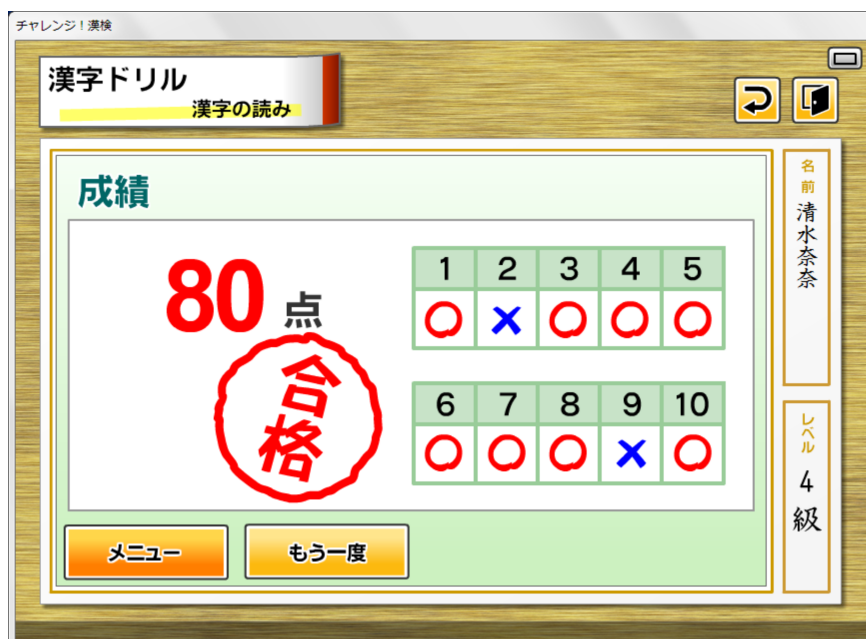 チャレンジ！漢検
漢字ドリル
漢字の読み
成績
80点
合格
1 2 3 4 5
○ × ○ ○ ○
6 7 8 9 10
○ ○ ○ × ○
メニュー
もう一度
名前
清水奈奈
レベル
4級